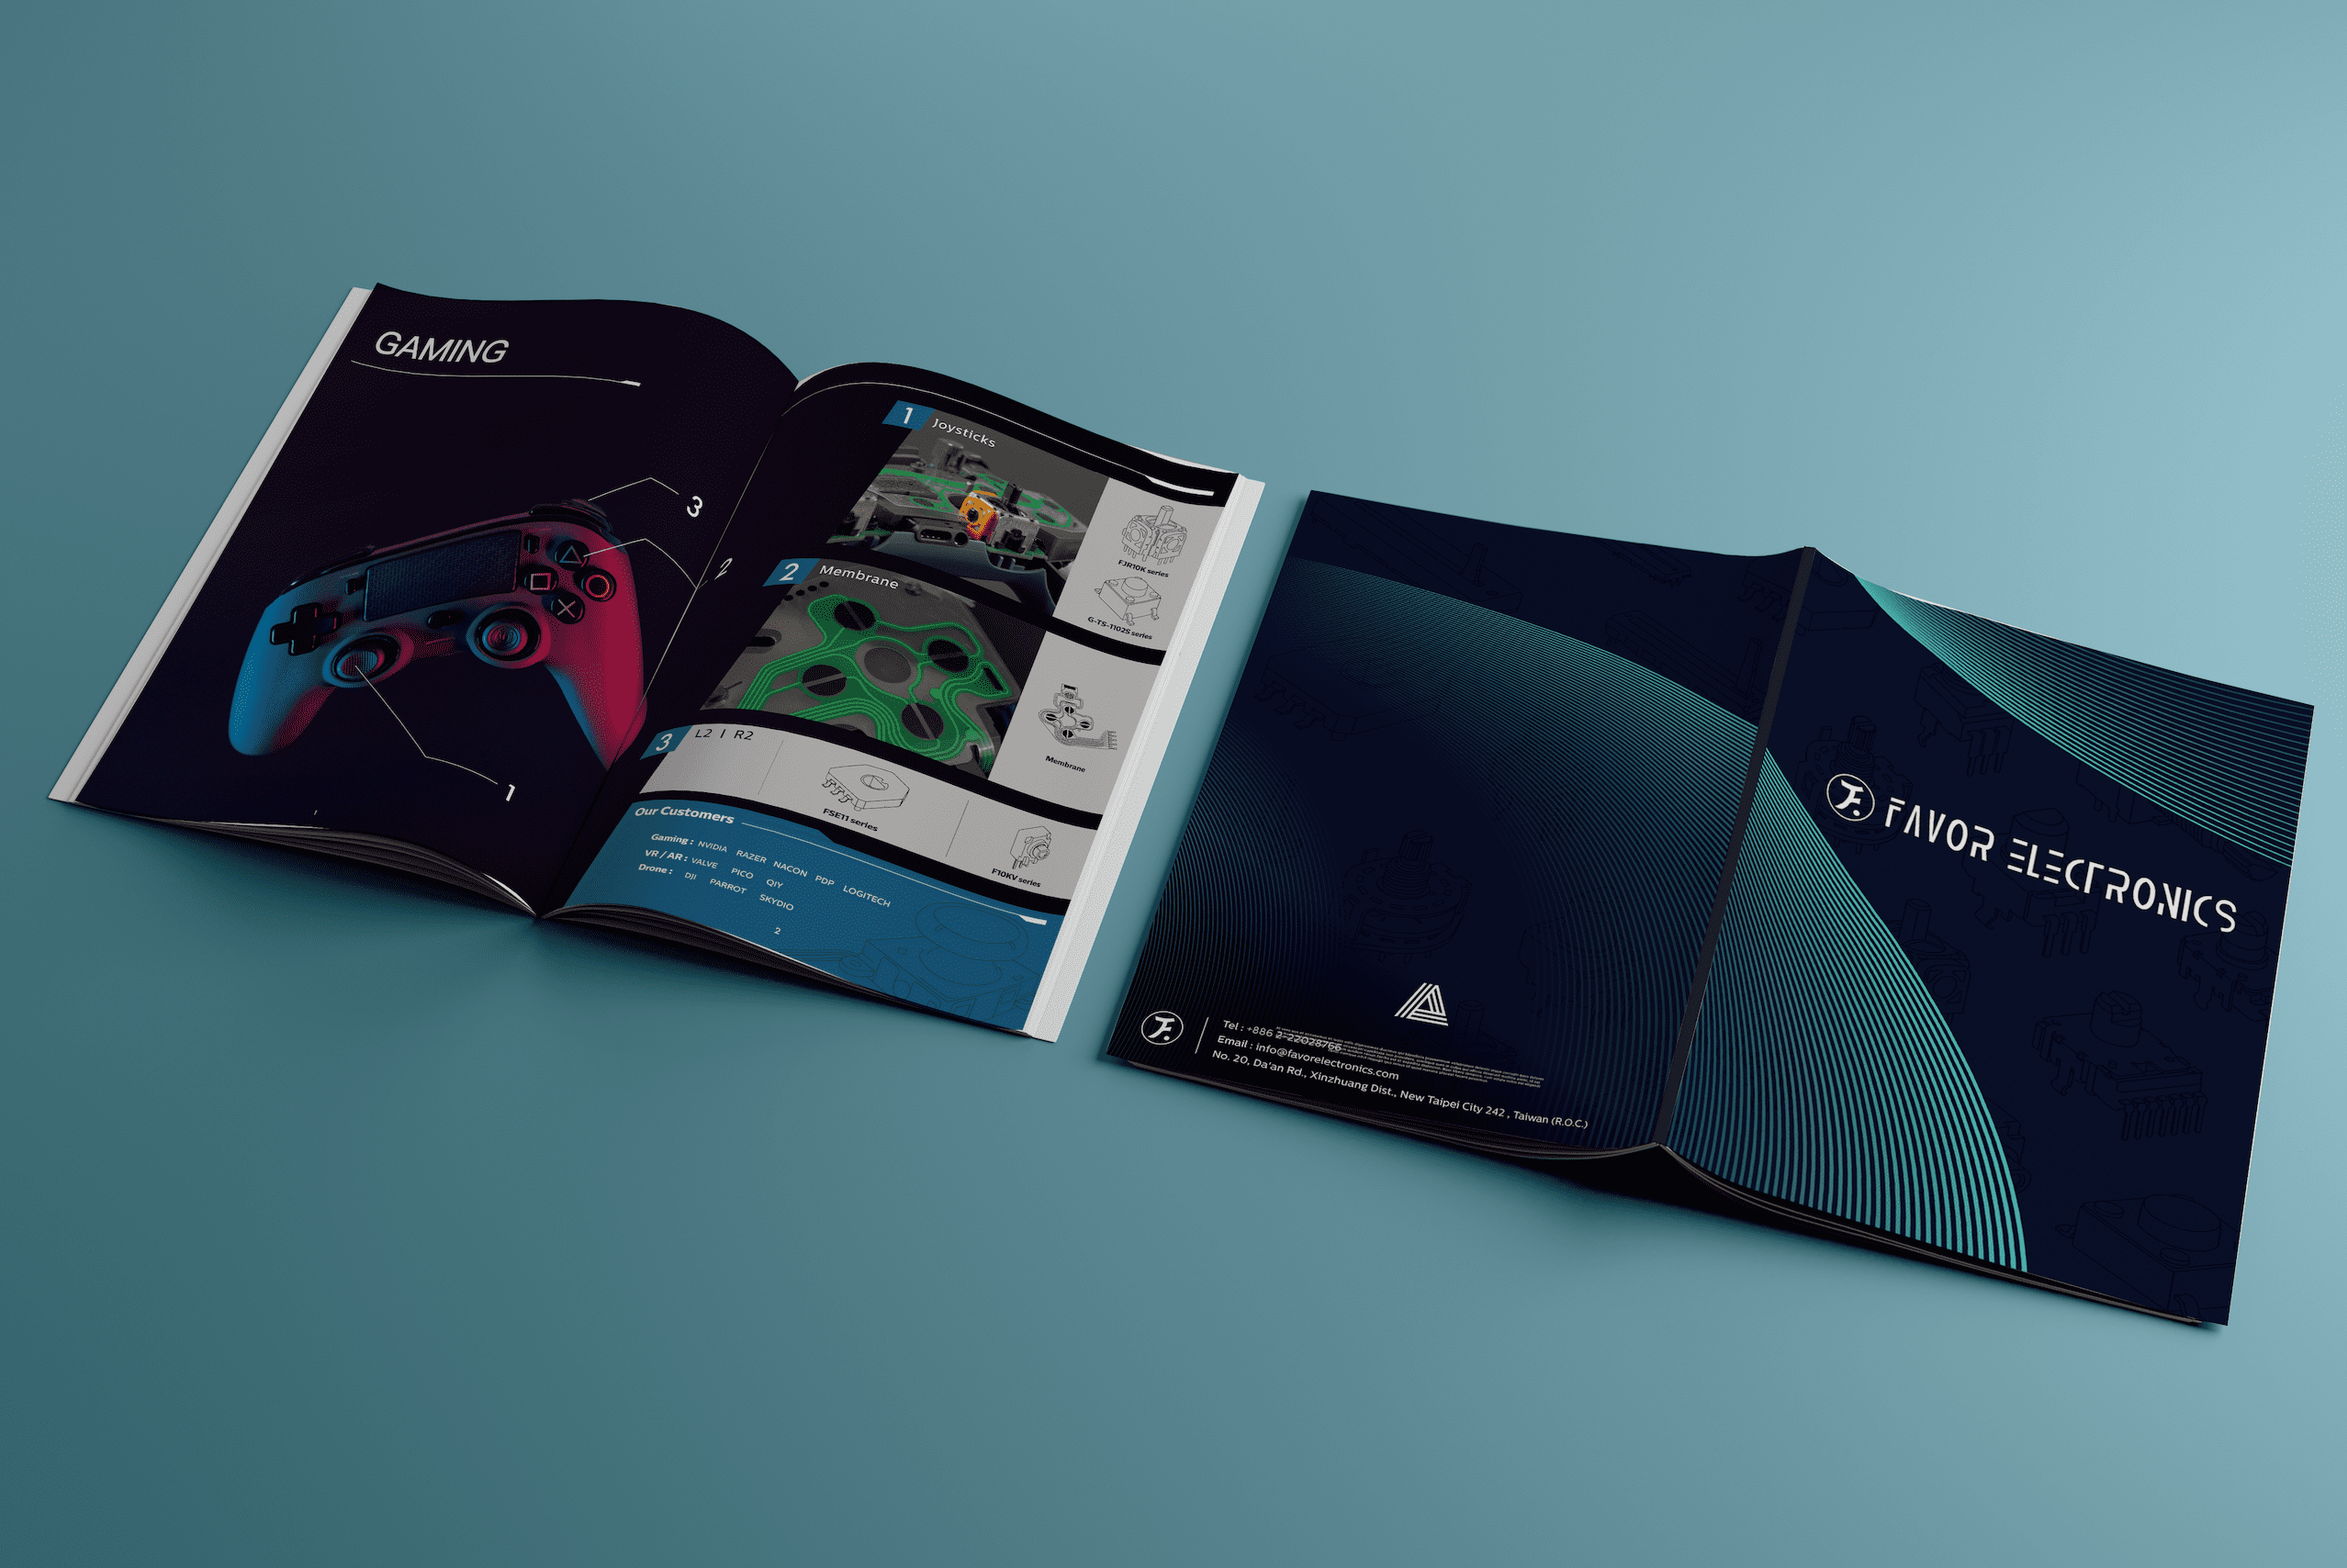 GAMING
3
2
1
1
1 Joysticks
FJR10K series
G-TS-1102S series
2 Membrane
Membrane
3 L2 | R2
FSE11 series
F10KV series
Our Customers
Gaming : NVIDIA RAZER NACON PDP LOGITECH
VR / AR : VALVE PICO QIY
Drone : DJI PARROT SKYDIO
2
Tel : +886 2-22028766
Email : info@favorelectronics.com
No. 20, Da'an Rd., Xinzhuang Dist., New Taipei City 242 , Taiwan (R.O.C.)
FAVOR ELECTRONICS